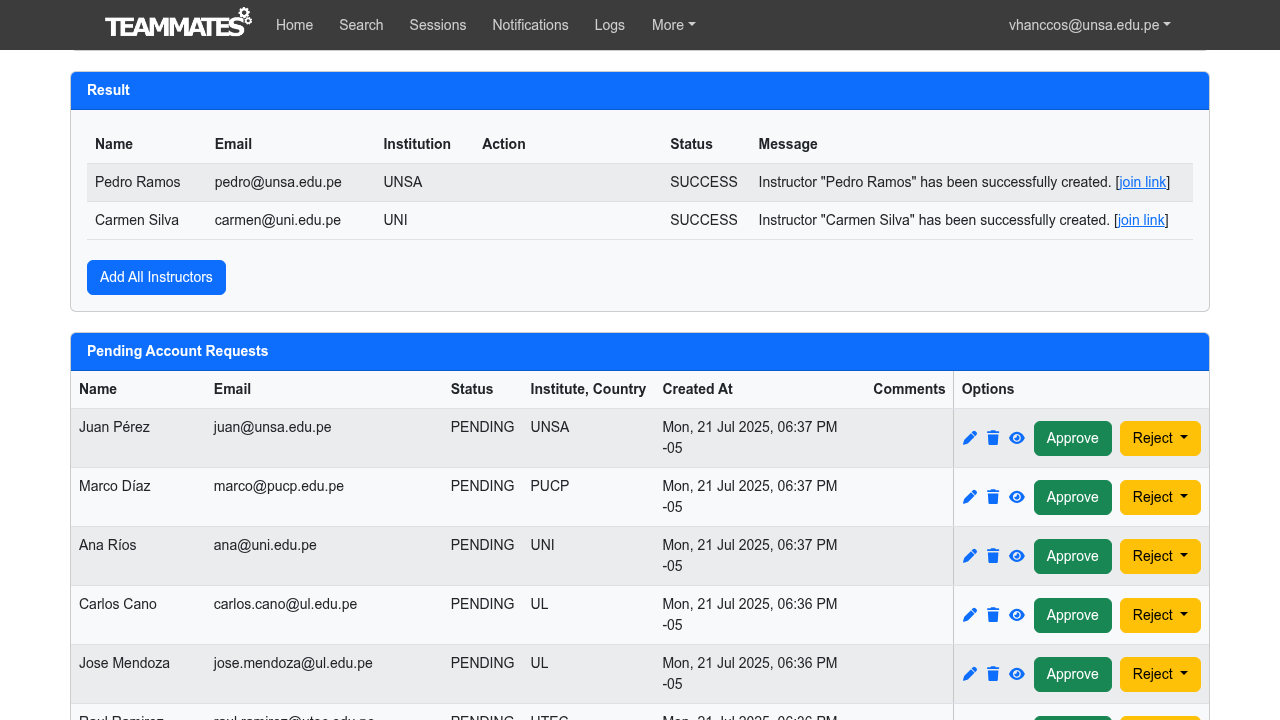 TEAMMATES Home Search Sessions Notifications Logs More vhanccos@unsa.edu.pe
Result
Name Email Institution Action Status Message
Pedro Ramos pedro@unsa.edu.pe UNSA SUCCESS Instructor "Pedro Ramos" has been successfully created. [join link]
Carmen Silva carmen@uni.edu.pe UNI SUCCESS Instructor "Carmen Silva" has been successfully created. [join link]
Add All Instructors
Pending Account Requests
Name Email Status Institute, Country Created At Comments Options
Juan Pérez juan@unsa.edu.pe PENDING UNSA Mon, 21 Jul 2025, 06:37 PM Approve Reject
-05
Marco Díaz marco@pucp.edu.pe PENDING PUCP Mon, 21 Jul 2025, 06:37 PM Approve Reject
-05
Ana Ríos ana@uni.edu.pe PENDING UNI Mon, 21 Jul 2025, 06:37 PM Approve Reject
-05
Carlos Cano carlos.cano@ul.edu.pe PENDING UL Mon, 21 Jul 2025, 06:36 PM Approve Reject
-05
Jose Mendoza jose.mendoza@ul.edu.pe PENDING UL Mon, 21 Jul 2025, 06:36 PM Approve Reject
-05